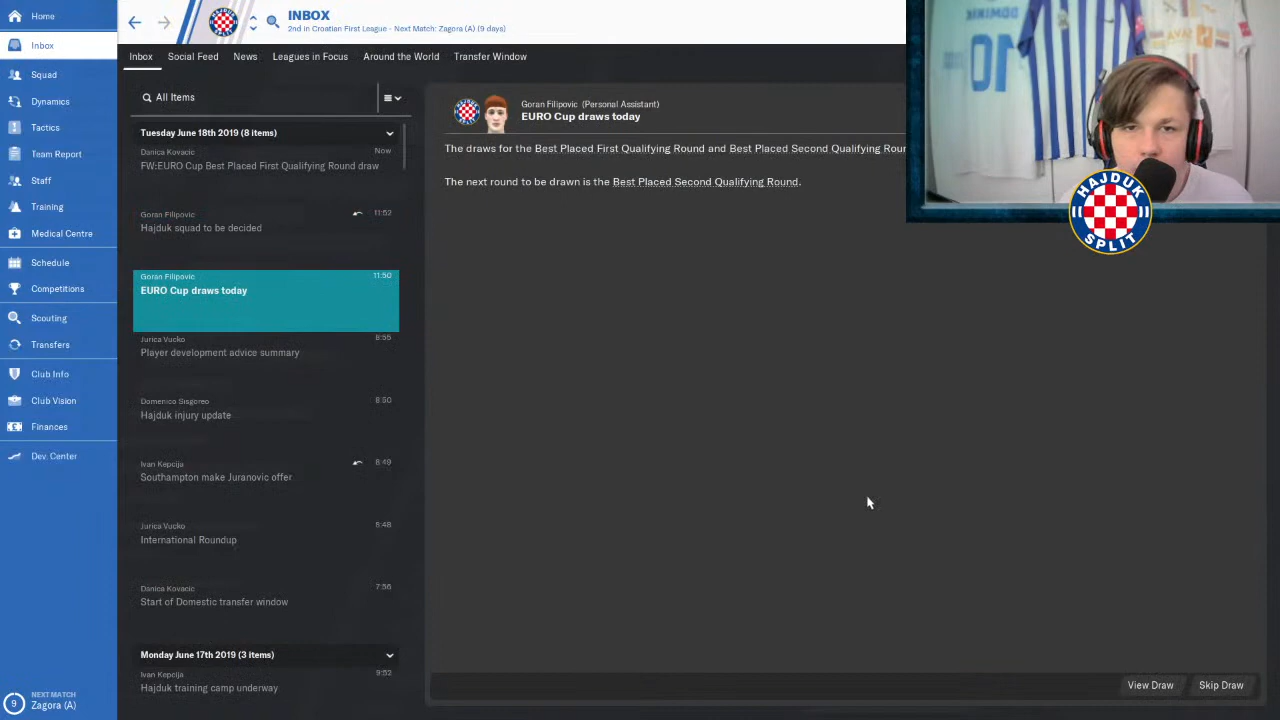 Home
INBOX
2nd in Croatian First League - Next Match: Zagora (A) (9 days)
Inbox
Squad
Dynamics
Tactics
Team Report
Staff
Training
Medical Centre
Schedule
Competitions
Scouting
Transfers
Club Info
Club Vision
Finances
Dev. Center
9
NEXT MATCH
Zagora (A)
Inbox Social Feed News Leagues in Focus Around the World Transfer Window
All Items
Tuesday June 18th 2019 (8 items)
Danica Kovacic Now
FW:EURO Cup Best Placed First Qualifying Round draw
Goran Filipovic 11:52
Hajduk squad to be decided
Goran Filipovic 11:50
EURO Cup draws today
Jurica Vucko 8:55
Player development advice summary
Domenico Sisgoreo 8:50
Hajduk injury update
Ivan Kepcija 8:49
Southampton make Juranovic offer
Jurica Vucko 8:48
International Roundup
Danica Kovacic 7:56
Start of Domestic transfer window
Monday June 17th 2019 (3 items)
Ivan Kepcija 9:52
Hajduk training camp underway
Goran Filipovic (Personal Assistant)
EURO Cup draws today
The draws for the Best Placed First Qualifying Round and Best Placed Second Qualifying Roun
The next round to be drawn is the Best Placed Second Qualifying Round.
View Draw Skip Draw
DOMINIK
10
HAJDUK
SPLIT